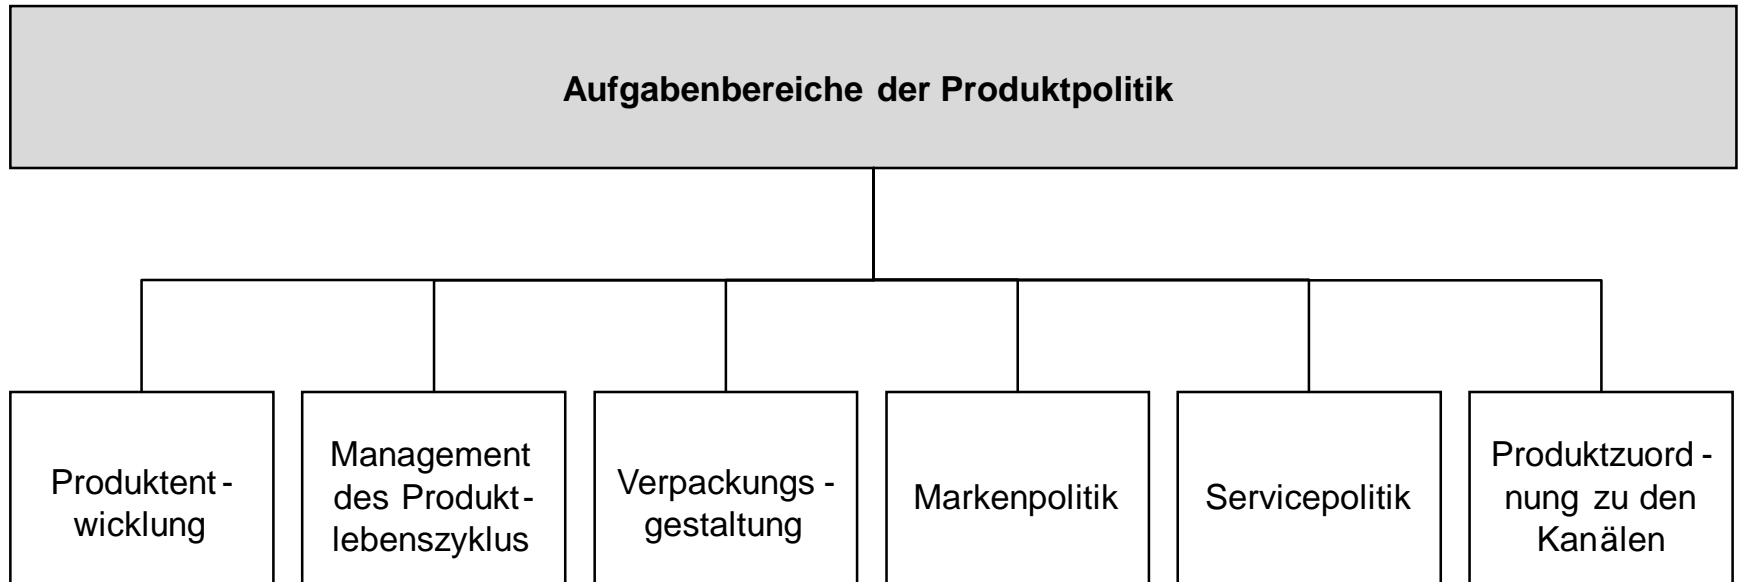 Aufgabenbereiche der Produktpolitik
Produktent-
wicklung
Management
des Produkt-
lebenszyklus
Verpackungs-
gestaltung
Markenpolitik
Servicepolitik
Produktzuord-
nung zu den
Kanälen